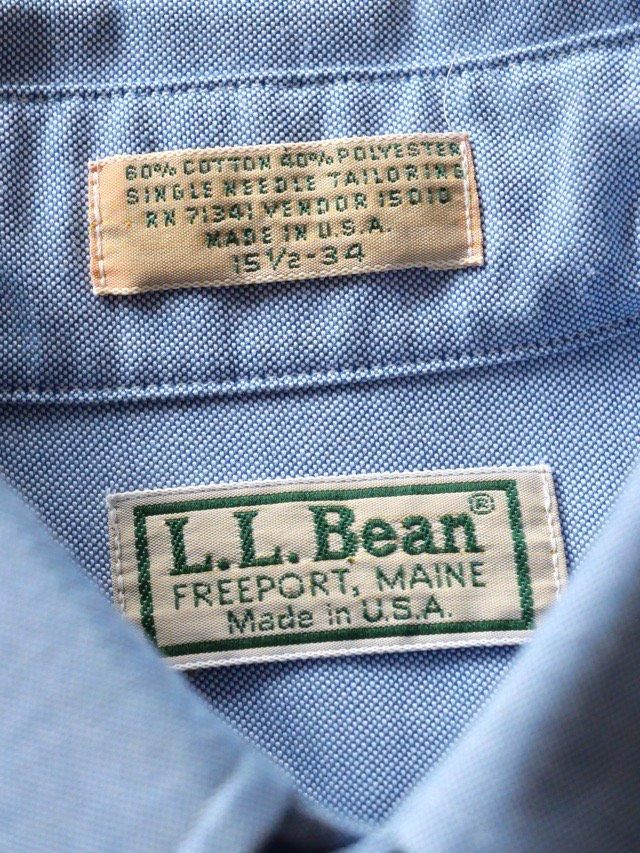 60% COTTON 40% POLYESTER
SINGLE NEEDLE TAILORING
RN 71341 VENDOR 15010
MADE IN U.S.A.
15 1/2-34
L.L.Bean®
FREEPORT, MAINE
Made in U.S.A.